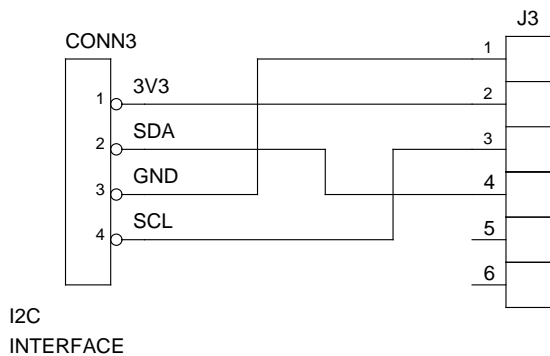 J3
CONN3
1
1 3V3
2
2 SDA
3
3 GND
4
4 SCL
5
6
I2C
INTERFACE